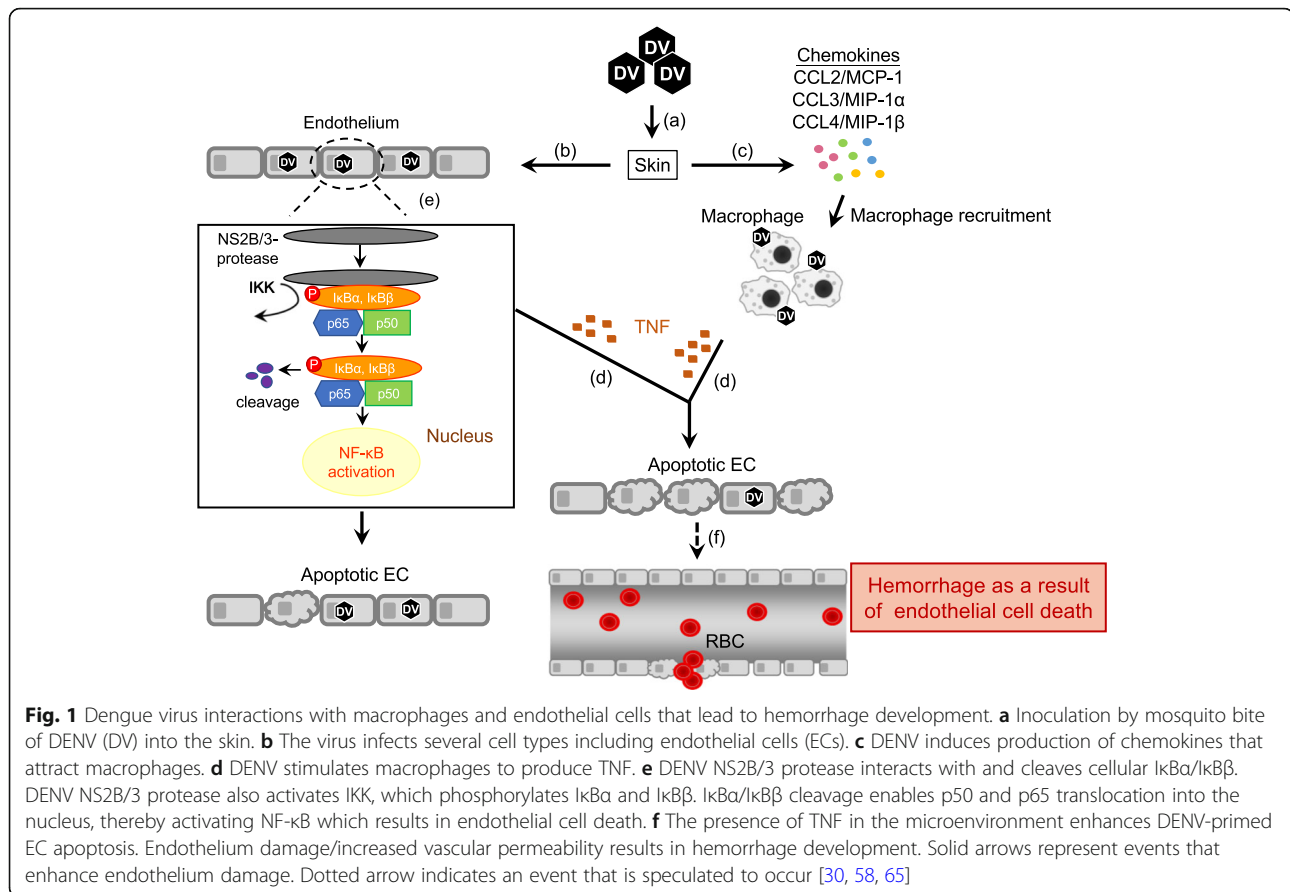 DV
DV DV
(a)
Skin
(b)
(c)
Chemokines
CCL2/MCP-1
CCL3/MIP-1α
CCL4/MIP-1β
Macrophage recruitment
Macrophage
DV
DV
DV
Endothelium
DV DV DV
(e)
NS2B/3-
protease
IKK
P IκBα, IκBβ
p65 p50
P IκBα, IκBβ
p65 p50
cleavage
Nucleus
NF-κB
activation
Apoptotic EC
DV DV
TNF
(d) (d)
Apoptotic EC
DV
(f)
RBC
Hemorrhage as a result
of endothelial cell death
Fig. 1 Dengue virus interactions with macrophages and endothelial cells that lead to hemorrhage development. a Inoculation by mosquito bite
of DENV (DV) into the skin. b The virus infects several cell types including endothelial cells (ECs). c DENV induces production of chemokines that
attract macrophages. d DENV stimulates macrophages to produce TNF. e DENV NS2B/3 protease interacts with and cleaves cellular IκBα/IκBβ.
DENV NS2B/3 protease also activates IKK, which phosphorylates IκBα and IκBβ. IκBα/IκBβ cleavage enables p50 and p65 translocation into the
nucleus, thereby activating NF-κB which results in endothelial cell death. f The presence of TNF in the microenvironment enhances DENV-primed
EC apoptosis. Endothelium damage/increased vascular permeability results in hemorrhage development. Solid arrows represent events that
enhance endothelium damage. Dotted arrow indicates an event that is speculated to occur [30, 58, 65]